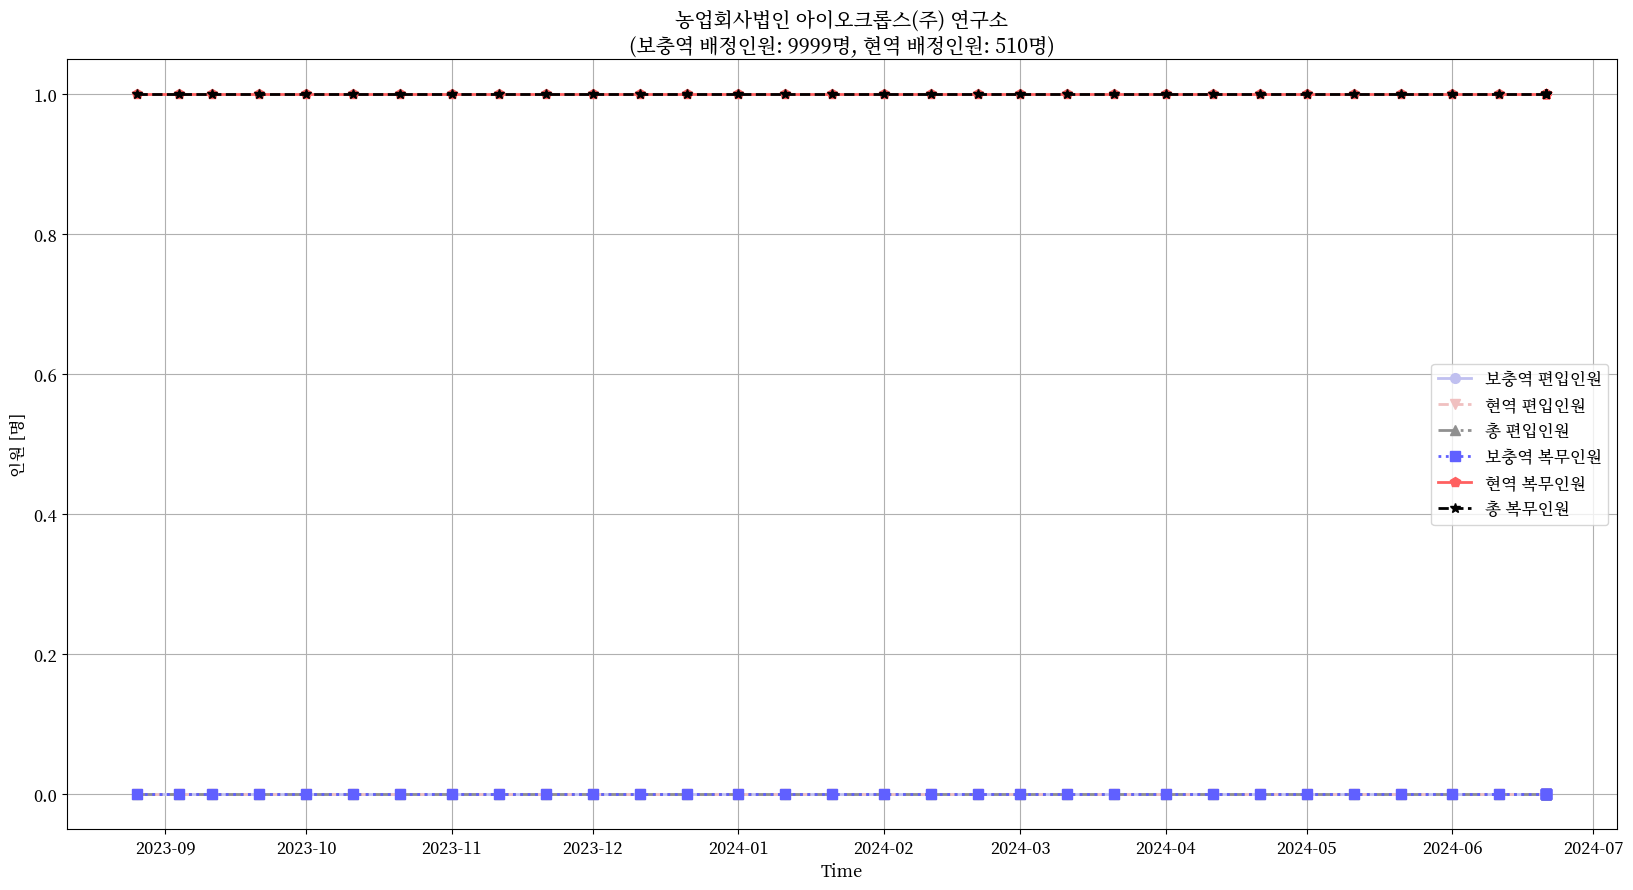 농업회사법인 아이오크롭스(주) 연구소
(보충역 배정인원: 9999명, 현역 배정인원: 510명)
1.0
0.8
0.6
0.4
0.2
0.0
인원 [명]
보충역 편입인원
현역 편입인원
총 편입인원
보충역 복무인원
현역 복무인원
총 복무인원
2023-09
2023-10
2023-11
2023-12
2024-01
2024-02
2024-03
2024-04
2024-05
2024-06
2024-07
Time